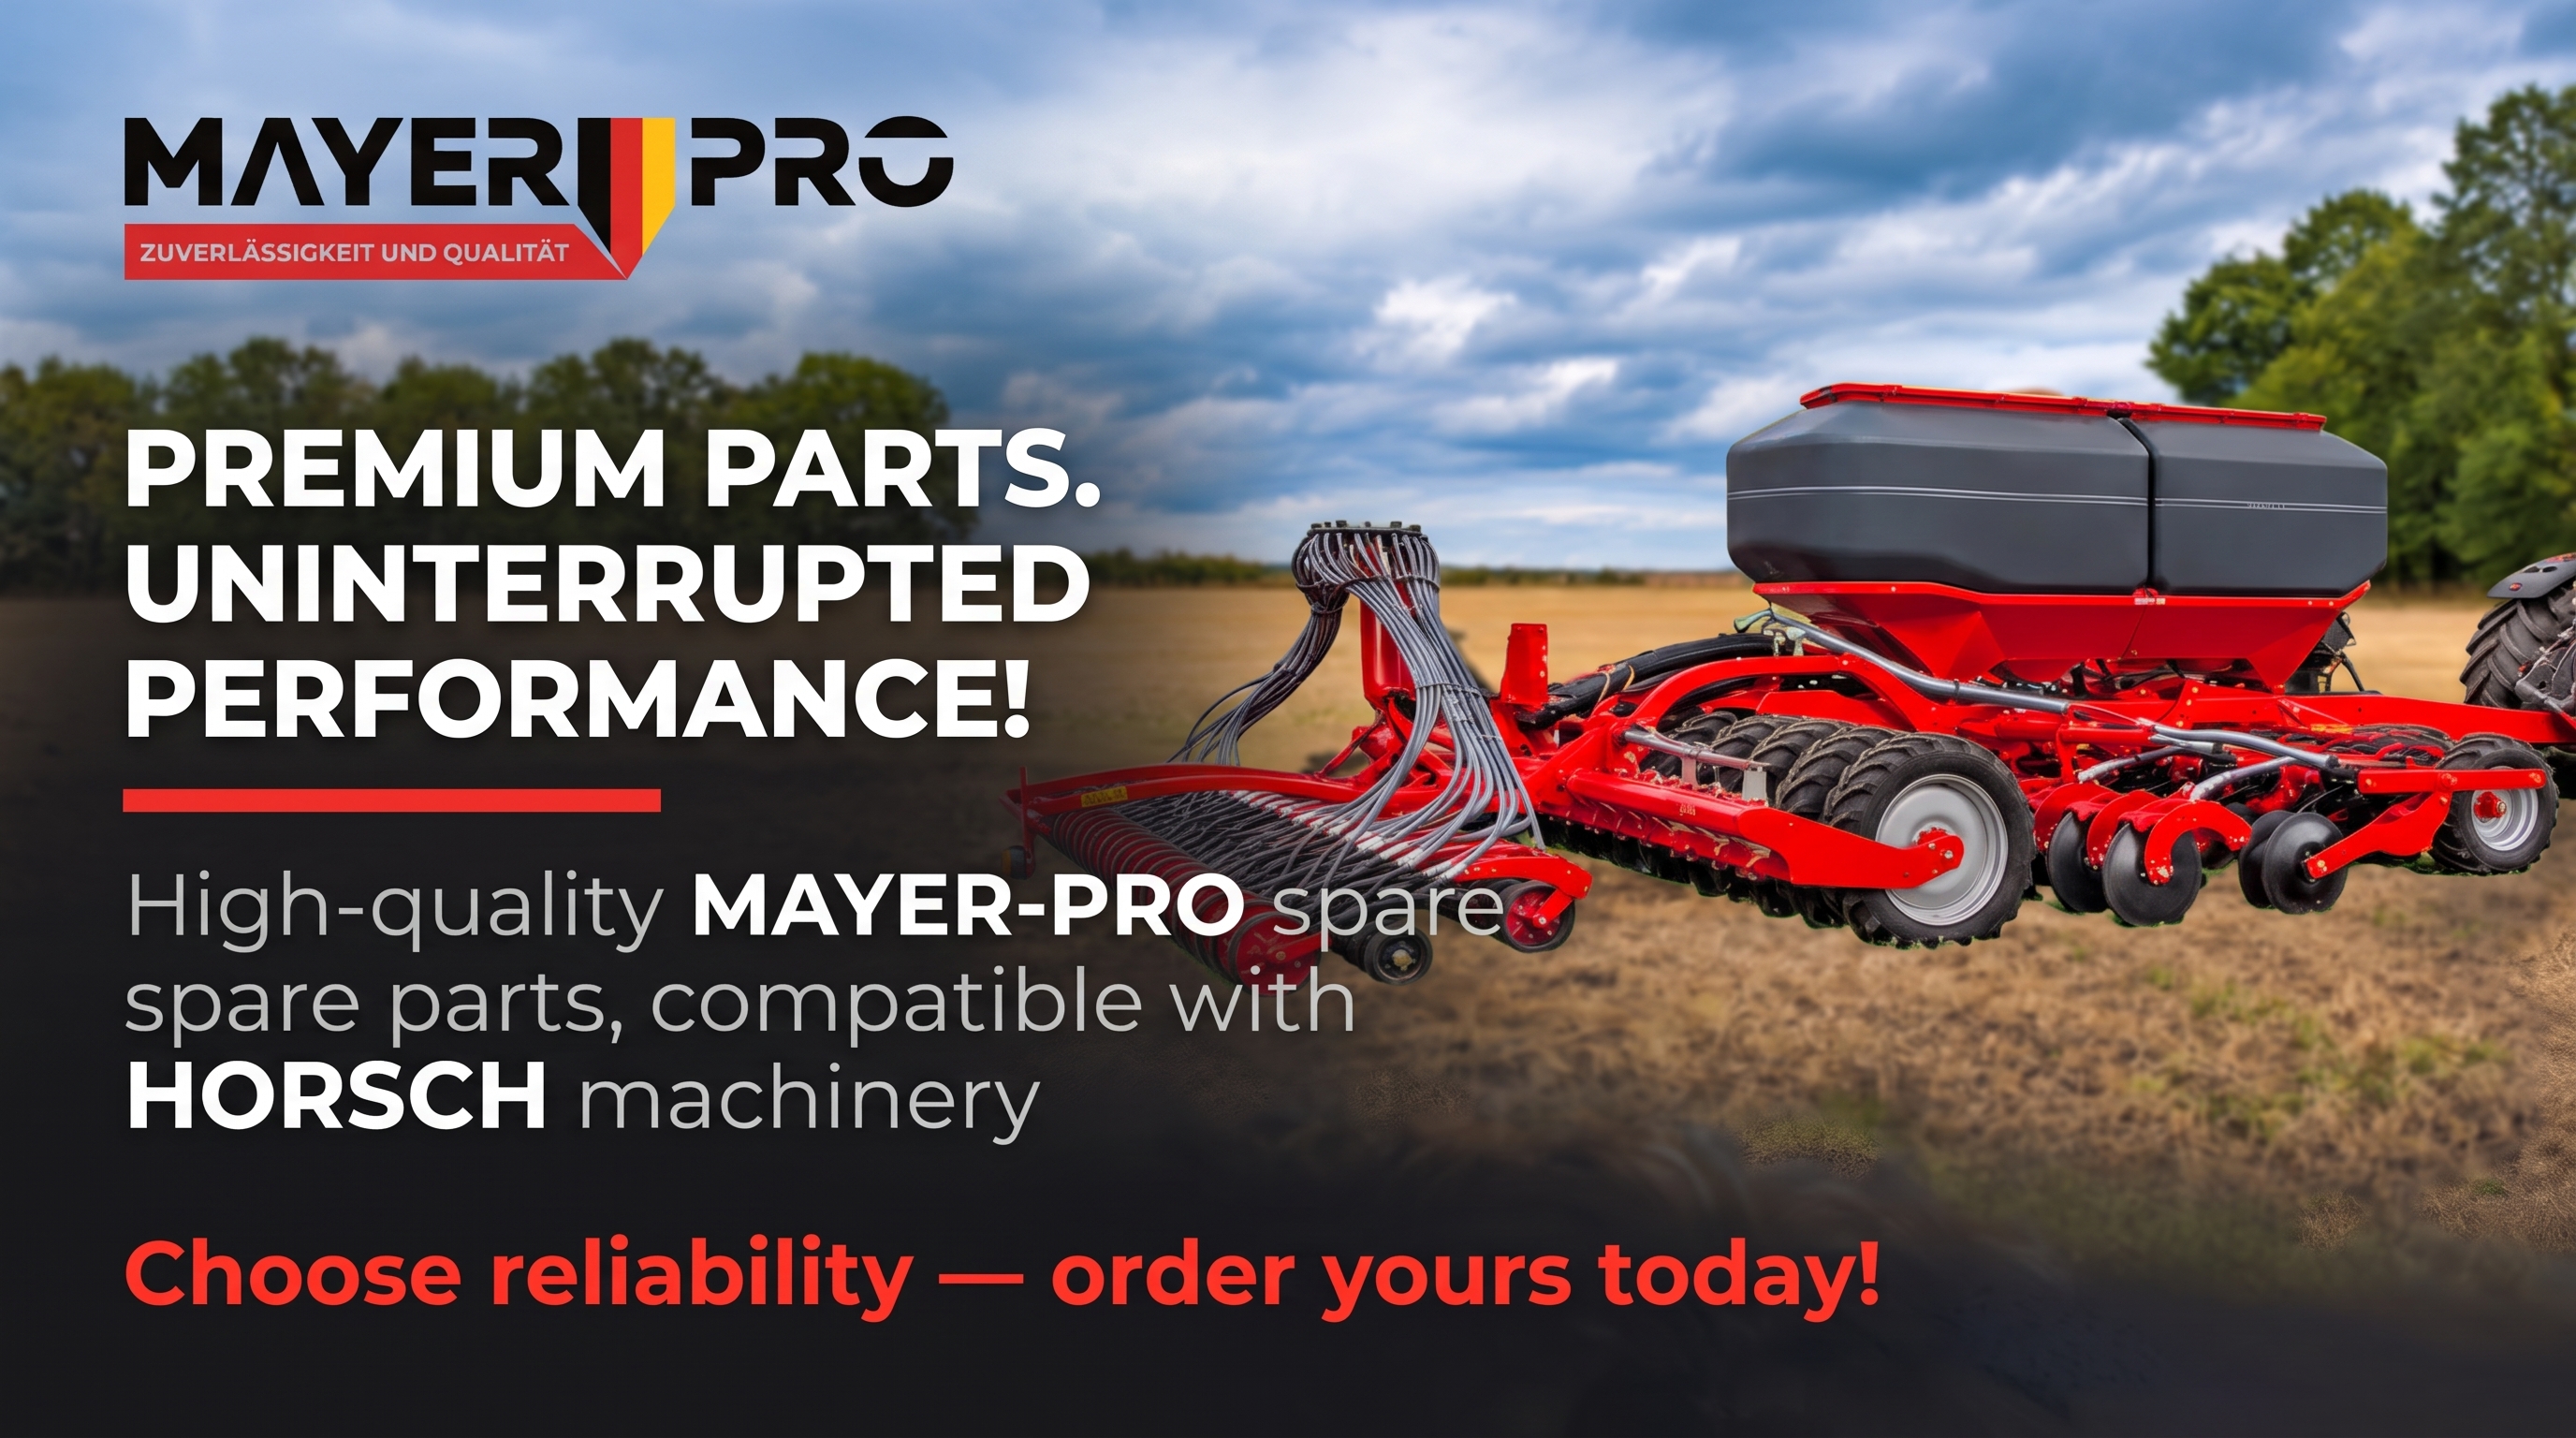 MAYER PRO
ZUVERLÄSSIGKEIT UND QUALITÄT
PREMIUM PARTS.
UNINTERRUPTED
PERFORMANCE!
High-quality MAYER-PRO spare
spare parts, compatible with
HORSCH machinery
Choose reliability — order yours today!